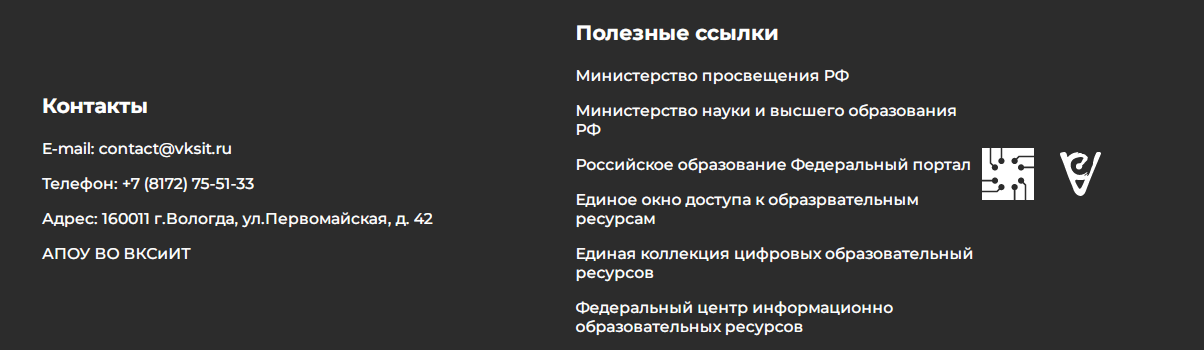 Контакты
E-mail: contact@vksit.ru
Телефон: +7 (8172) 75-51-33
Адрес: 160011 г.Вологда, ул.Первомайская, д. 42
АПОУ ВО ВКСиИТ
Полезные ссылки
Министерство просвещения РФ
Министерство науки и высшего образования
РФ
Российское образование Федеральный портал
Единое окно доступа к образрвательным
ресурсам
Единая коллекция цифровых образовательный
ресурсов
Федеральный центр информационно
образовательных ресурсов